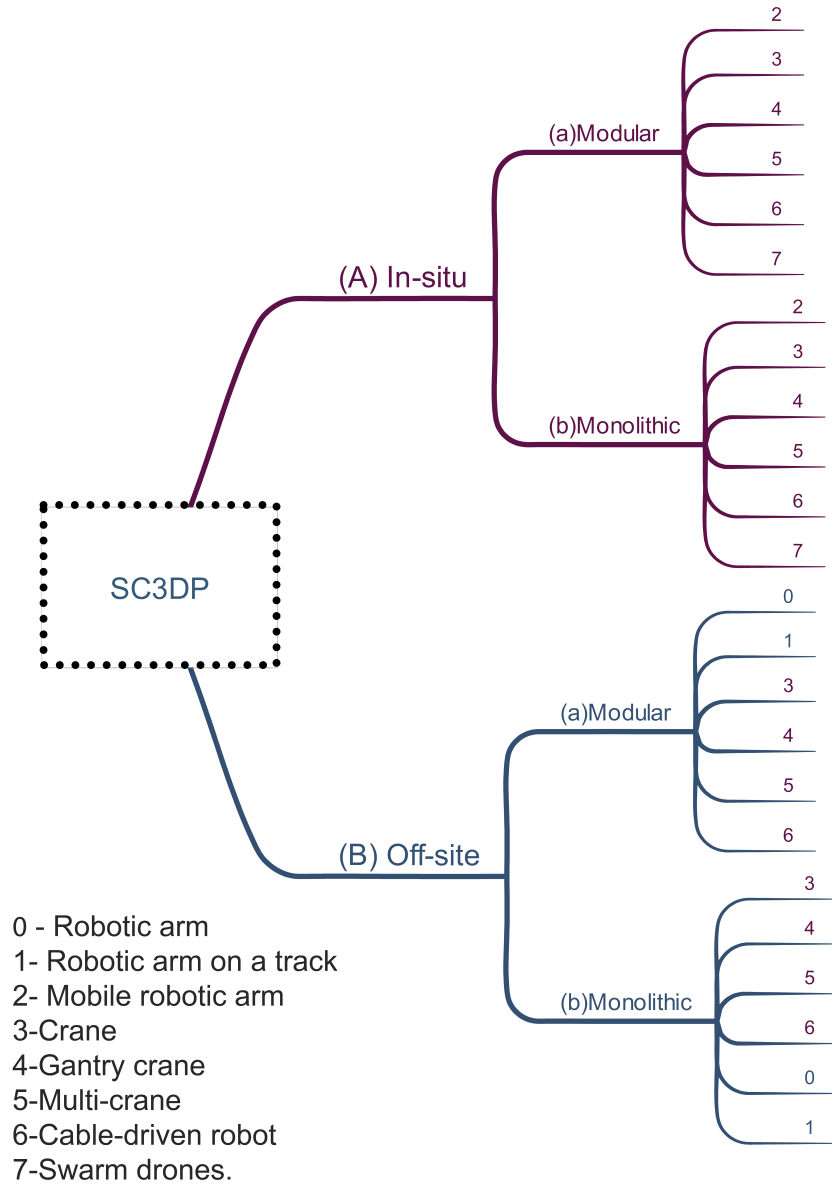 2
3
4
(a)Modular
5
6
7
(A) In-situ
2
3
4
(b)Monolithic
5
6
7
SC3DP
0
1
3
(a)Modular
4
5
6
(B) Off-site
3
4
5
(b)Monolithic
6
0
1
0 - Robotic arm
1- Robotic arm on a track
2- Mobile robotic arm
3-Crane
4-Gantry crane
5-Multi-crane
6-Cable-driven robot
7-Swarm drones.